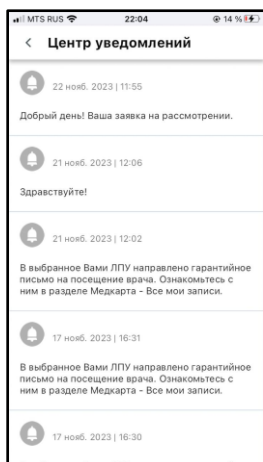 MTS RUS 22:04 14 %
Центр уведомлений
22 нояб. 2023 | 11:55
Добрый день! Ваша заявка на рассмотрении.
21 нояб. 2023 | 12:06
Здравствуйте!
21 нояб. 2023 | 12:02
В выбранное Вами ЛПУ направлено гарантийное
письмо на посещение врача. Ознакомьтесь с
ним в разделе Медкарта - Все мои записи.
17 нояб. 2023 | 16:31
В выбранное Вами ЛПУ направлено гарантийное
письмо на посещение врача. Ознакомьтесь с
ним в разделе Медкарта - Все мои записи.
17 нояб. 2023 | 16:30